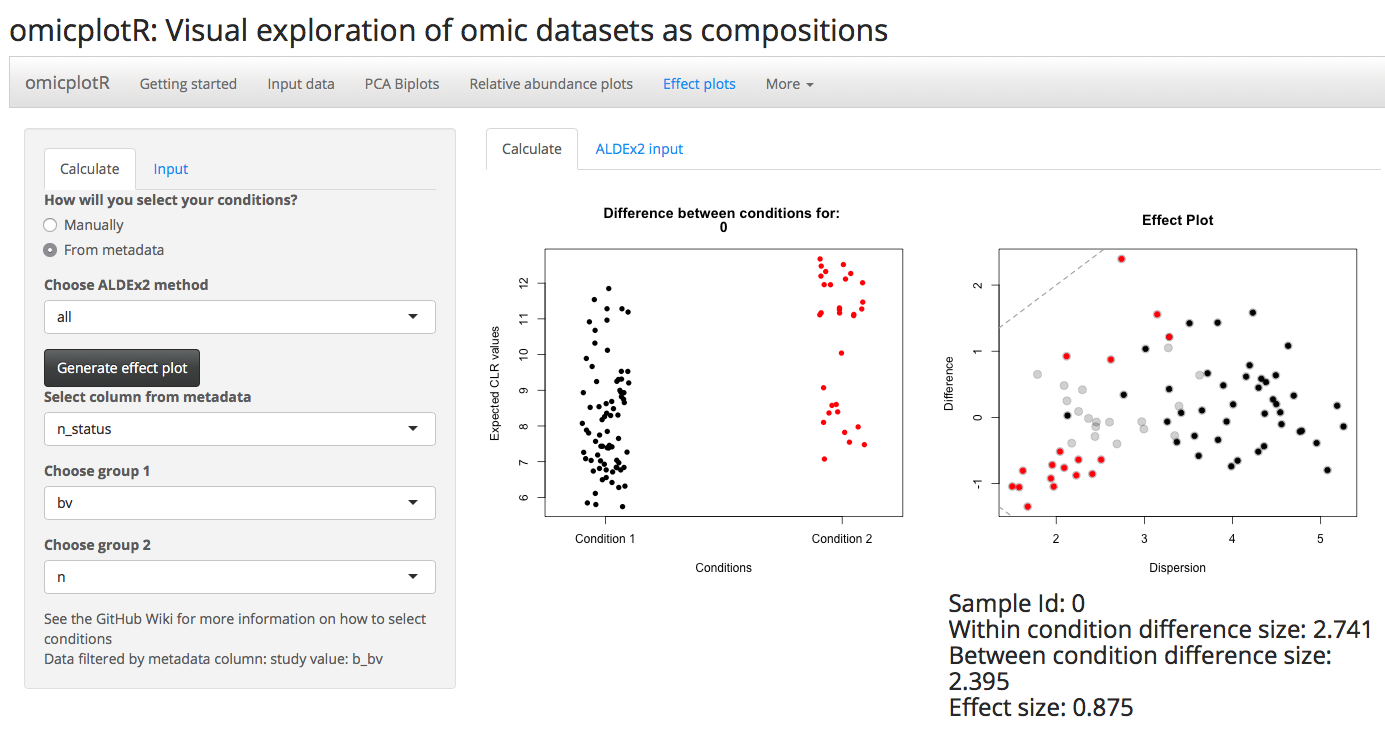 omicplotR: Visual exploration of omic datasets as compositions
omicplotR Getting started Input data PCA Biplots Relative abundance plots Effect plots More
Calculate Input
How will you select your conditions?
Manually
From metadata
Choose ALDEx2 method
all
Generate effect plot
Select column from metadata
n_status
Choose group 1
bv
Choose group 2
n
See the GitHub Wiki for more information on how to select
conditions
Data filtered by metadata column: study value: b_bv
Calculate ALDEx2 input
Difference between conditions for:
0
Expected CLR values
12
11
10
9
8
7
6
Condition 1 Condition 2
Conditions
Effect Plot
Difference
2
1
0
-1
2 3 4 5
Dispersion
Sample Id: 0
Within condition difference size: 2.741
Between condition difference size:
2.395
Effect size: 0.875